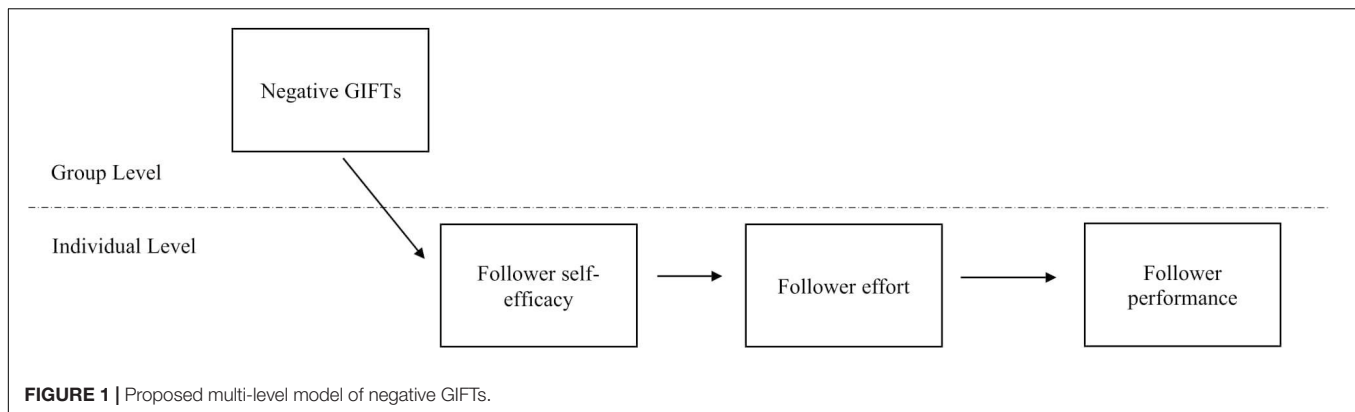 Negative GIFTs
Group Level
Individual Level
Follower self-
efficacy
Follower effort
Follower
performance
FIGURE 1 | Proposed multi-level model of negative GIFTs.